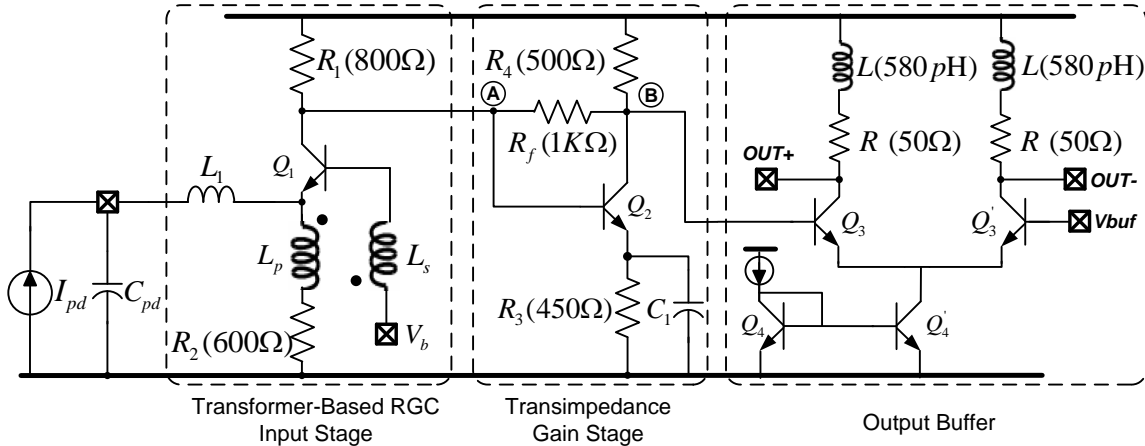 R1 (800Ω)
R4 (500Ω)
L(580pH)
L(580pH)
A
B
Rf (1KΩ)
R (50Ω)
R (50Ω)
OUT+
OUT-
L1
Q1
Q2
Q3
Q3'
Vbuf
Ipd
Cpd
Lp
Ls
R2 (600Ω)
Vb
R3 (450Ω)
C1
Q4
Q4'
Transformer-Based RGC
Input Stage
Transimpedance
Gain Stage
Output Buffer